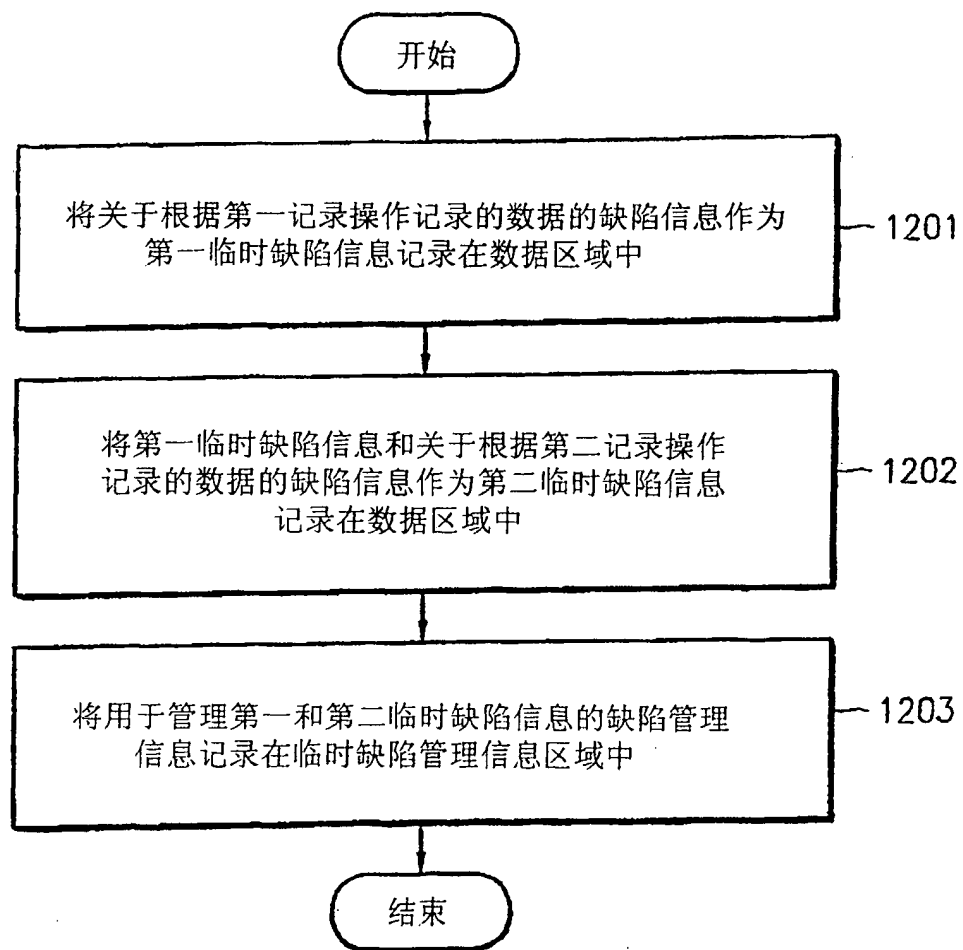 开始
将关于根据第一记录操作记录的数据的缺陷信息作为
第一临时缺陷信息记录在数据区域中
1201
将第一临时缺陷信息和关于根据第二记录操作
记录的数据的缺陷信息作为第二临时缺陷信息
记录在数据区域中
1202
将用于管理第一和第二临时缺陷信息的缺陷管理
信息记录在临时缺陷管理信息区域中
1203
结束